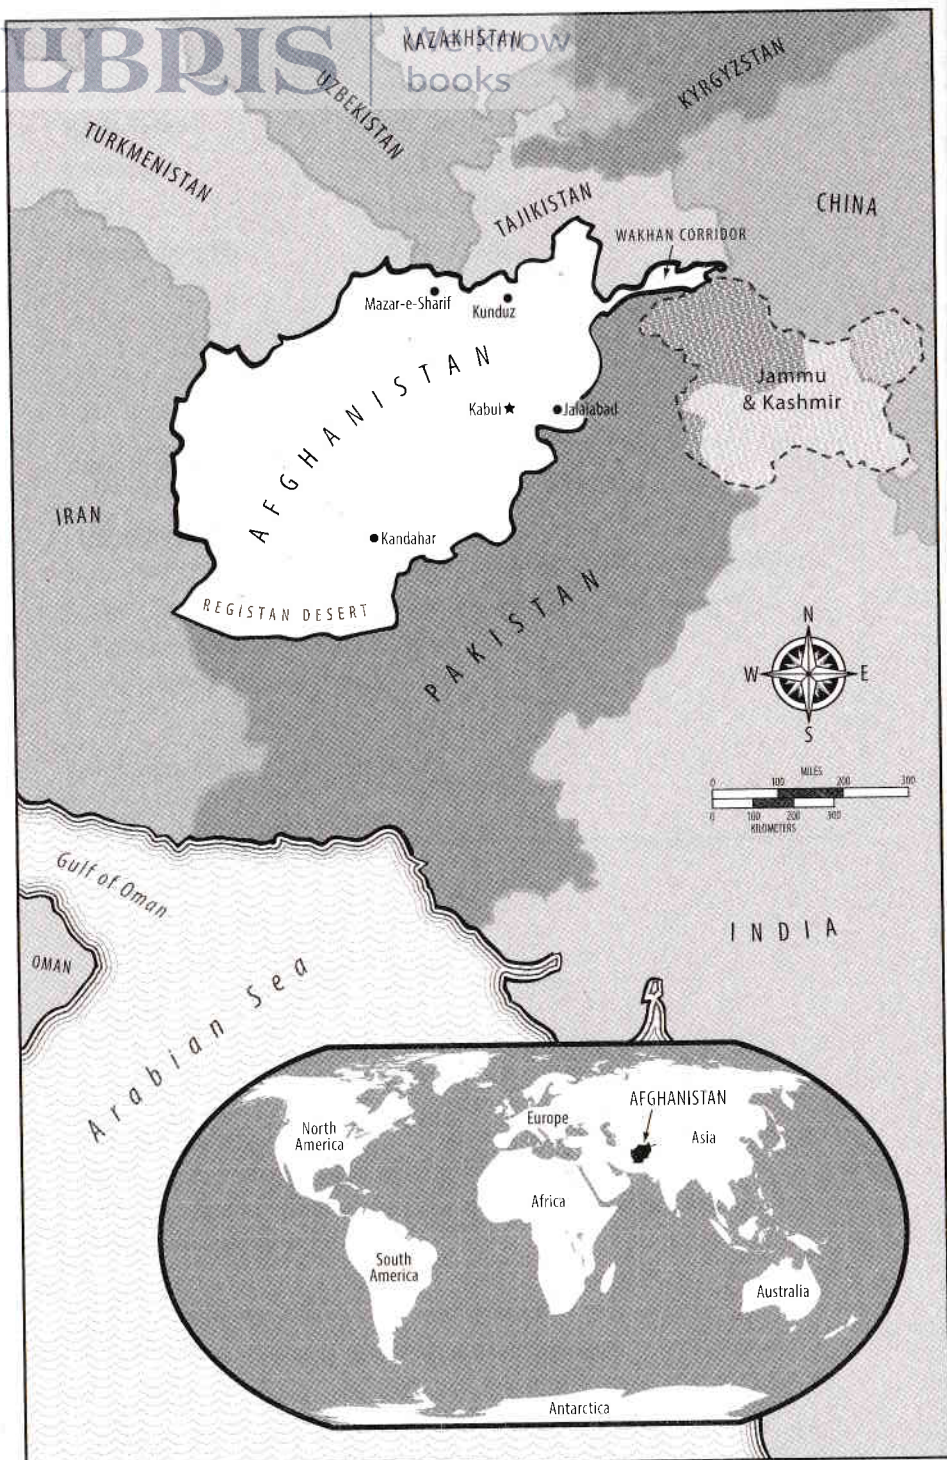 LIBRIS
We know
books
KAZAKHSTAN
KYRGYZSTAN
UZBEKISTAN
TURKMENISTAN
TAJIKISTAN
CHINA
WAKHAN CORRIDOR
Mazar-e-Sharif
Kunduz
AFGHANISTAN
Jammu
& Kashmir
Kabul
Jalalabad
IRAN
Kandahar
REGISTAN DESERT
PAKISTAN
N
W
E
S
MILES
0 100 200 300
0 100 200 300
KILOMETERS
Gulf of Oman
OMAN
INDIA
Arabian Sea
AFGHANISTAN
North
America
Europe
Asia
Africa
South
America
Australia
Antarctica